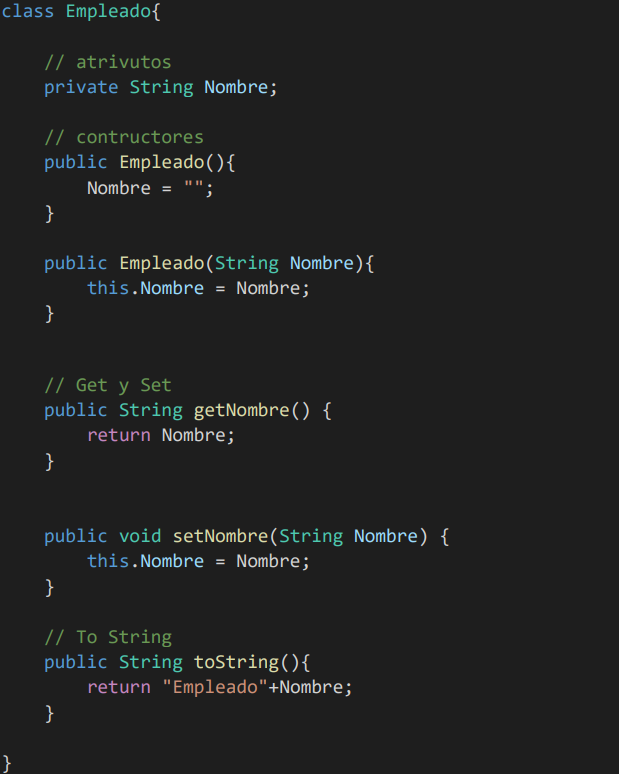 class Empleado{
// atrivutos
private String Nombre;
// contructores
public Empleado(){
Nombre = "";
}
public Empleado(String Nombre){
this.Nombre = Nombre;
}
// Get y Set
public String getNombre() {
return Nombre;
}
public void setNombre(String Nombre) {
this.Nombre = Nombre;
}
// To String
public String toString(){
return "Empleado"+Nombre;
}
}